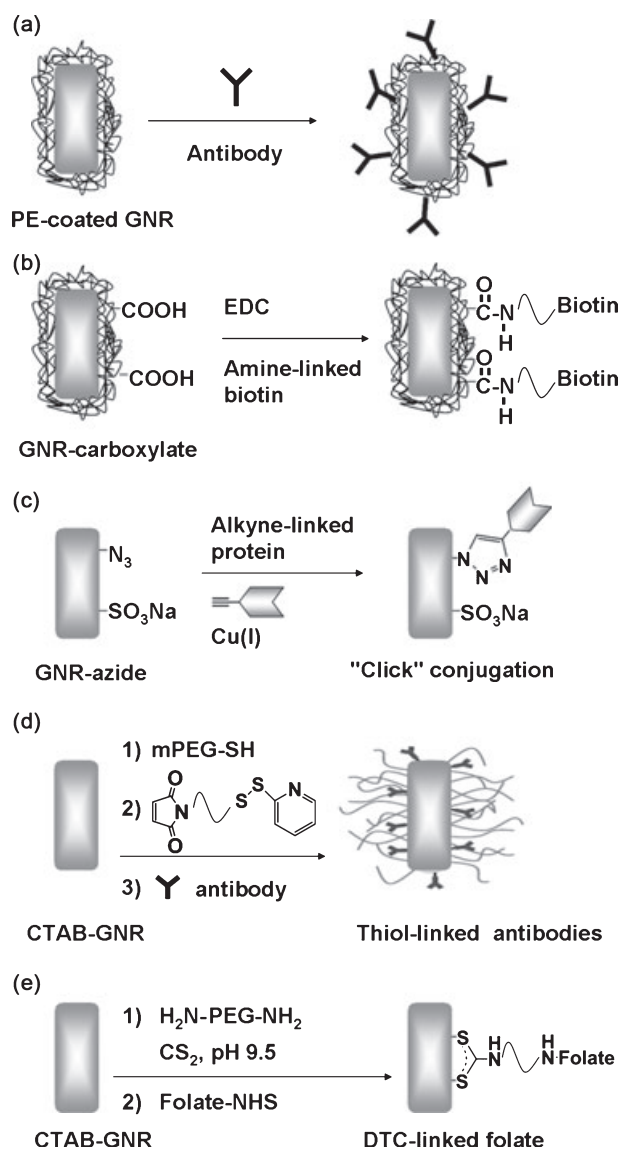 (a)
Antibody
PE-coated GNR
(b)
COOH
COOH
EDC
Amine-linked
biotin
O
C-N
H
Biotin
O
C-N
H
Biotin
GNR-carboxylate
(c)
N3
SO3Na
Alkyne-linked
protein
Cu(I)
N
N
N
SO3Na
GNR-azide
"Click" conjugation
(d)
1) mPEG-SH
2)
O
N
O
S
S
N
3)
antibody
CTAB-GNR
Thiol-linked antibodies
(e)
1) H2N-PEG-NH2
CS2, pH 9.5
2) Folate-NHS
S
S
H
N
H
N-Folate
CTAB-GNR
DTC-linked folate